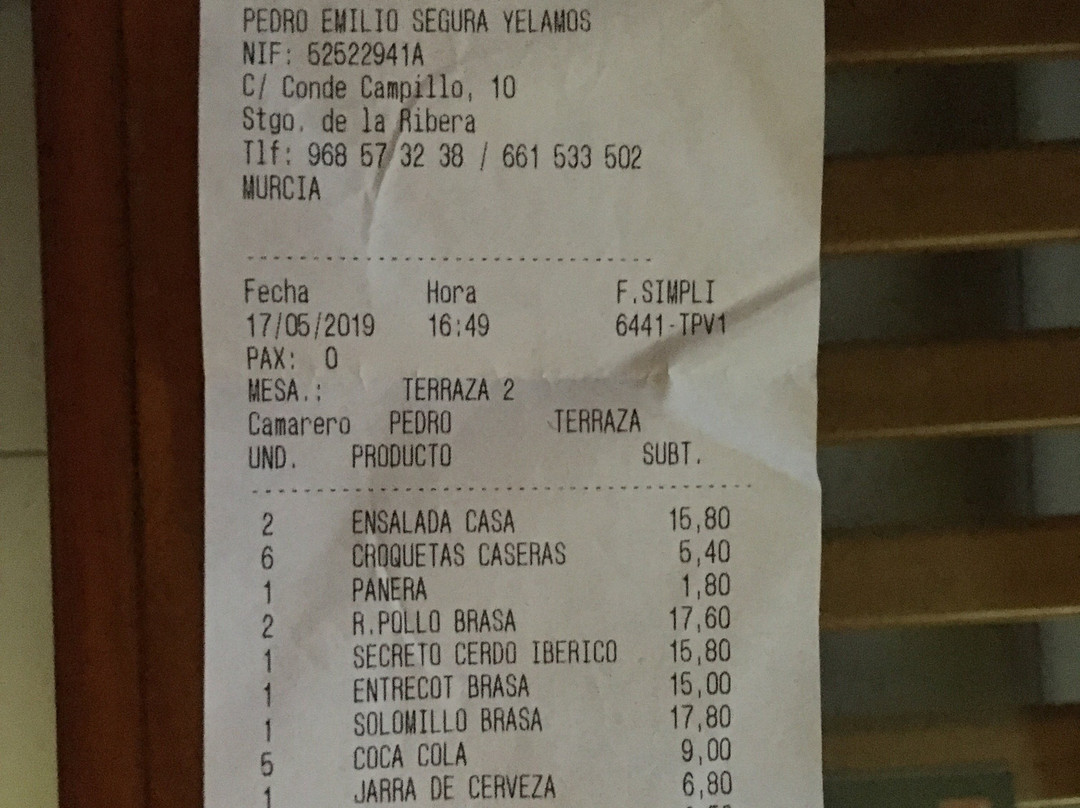 PEDRO EMILIO SEGURA YELAMOS
NIF: 52522941A
C/ Conde Campillo, 10
Stgo. de la Ribera
Tlf: 968 57 32 38 / 661 533 502
MURCIA
Fecha Hora F.SIMPLI
17/05/2019 16:49 6441-TPV1
PAX: 0
MESA.: TERRAZA 2
Camarero PEDRO TERRAZA
UND. PRODUCTO SUBT.
2 ENSALADA CASA 15,80
6 CROQUETAS CASERAS 5,40
1 PANERA 1,80
2 R.POLLO BRASA 17,60
1 SECRETO CERDO IBERICO 15,80
1 ENTRECOT BRASA 15,00
1 SOLOMILLO BRASA 17,80
5 COCA COLA 9,00
1 JARRA DE CERVEZA 6,80